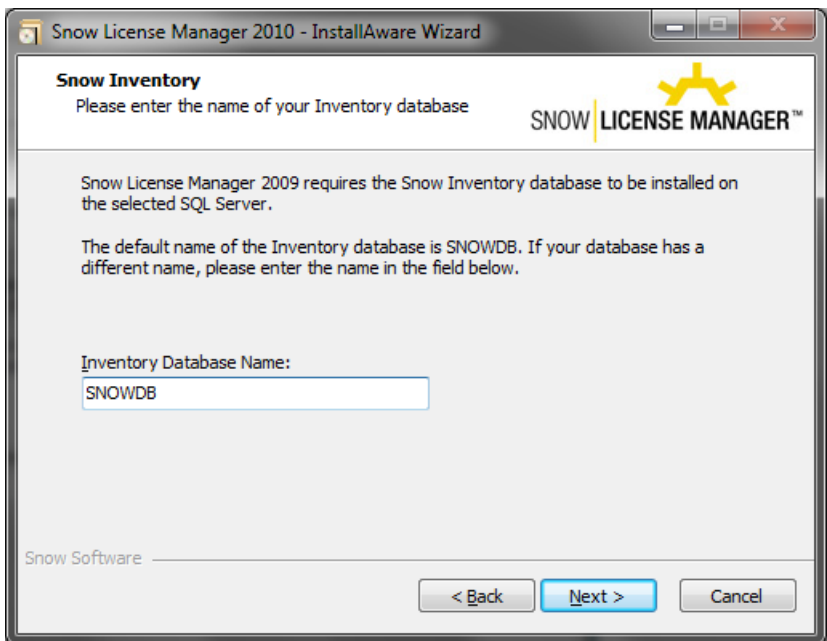 Snow License Manager 2010 - InstallAware Wizard
Snow Inventory
Please enter the name of your Inventory database
SNOW LICENSE MANAGER™
Snow License Manager 2009 requires the Snow Inventory database to be installed on
the selected SQL Server.
The default name of the Inventory database is SNOWDB. If your database has a
different name, please enter the name in the field below.
Inventory Database Name:
SNOWDB
Snow Software
< Back Next > Cancel